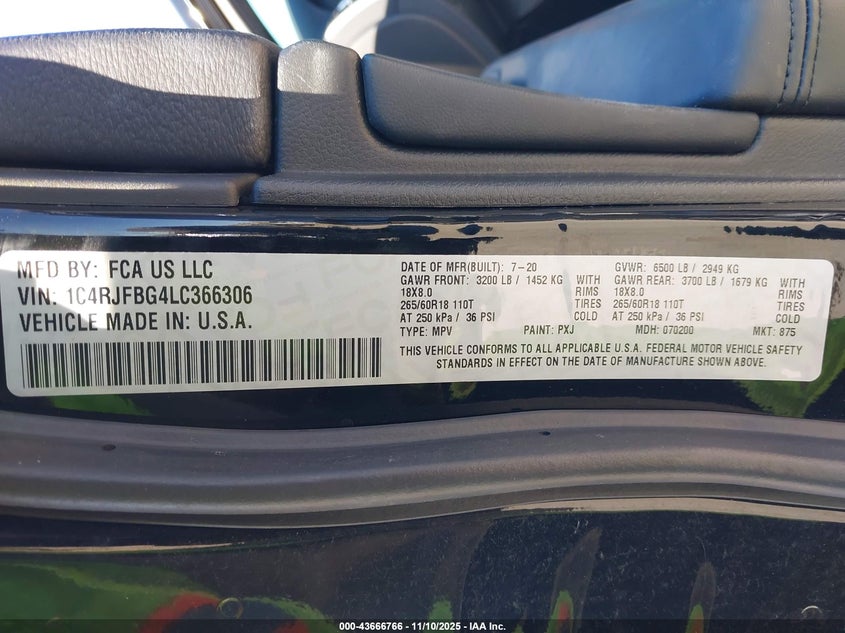 MFD BY: FCA US LLC
VIN: 1C4RJFBG4LC366306
VEHICLE MADE IN: U.S.A.
DATE OF MFR(BUILT): 7-20 GVWR: 6500 LB / 2949 KG
GAWR FRONT: 3200 LB / 1452 KG WITH GAWR REAR: 3700 LB / 1679 KG WITH
18X8.0 RIMS 18X8.0 RIMS
265/60R18 110T TIRES 265/60R18 110T TIRES
AT 250 kPa / 36 PSI COLD AT 250 kPa / 36 PSI COLD
TYPE: MPV PAINT: PXJ MDH: 070200 MKT: 875
THIS VEHICLE CONFORMS TO ALL APPLICABLE U.S.A. FEDERAL MOTOR VEHICLE SAFETY
STANDARDS IN EFFECT ON THE DATE OF MANUFACTURE SHOWN ABOVE.
000-43666766 - 11/10/2025 - IAA Inc.